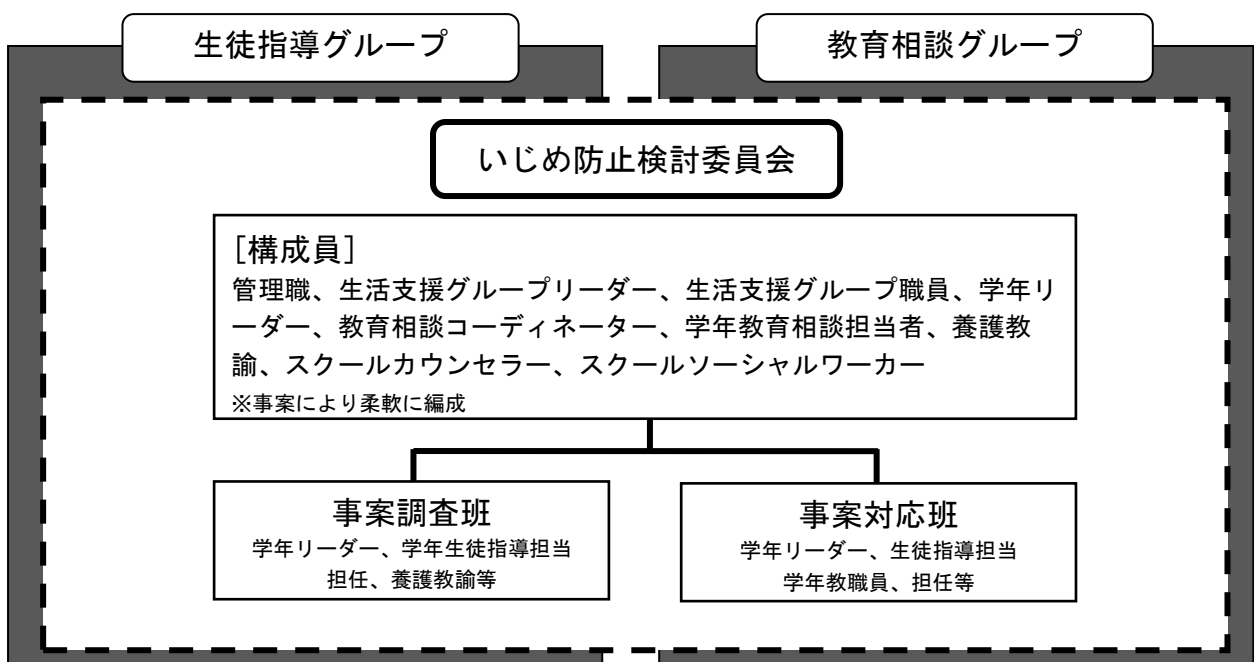 生徒指導グループ
教育相談グループ
いじめ防止検討委員会
[構成員]
管理職、生活支援グループリーダー、生活支援グループ職員、学年リ
ーダー、教育相談コーディネーター、学年教育相談担当者、養護教
諭、スクールカウンセラー、スクールソーシャルワーカー
※事案により柔軟に編成
事案調査班
学年リーダー、学年生徒指導担当
担任、養護教諭等
事案対応班
学年リーダー、生徒指導担当
学年教職員、担任等